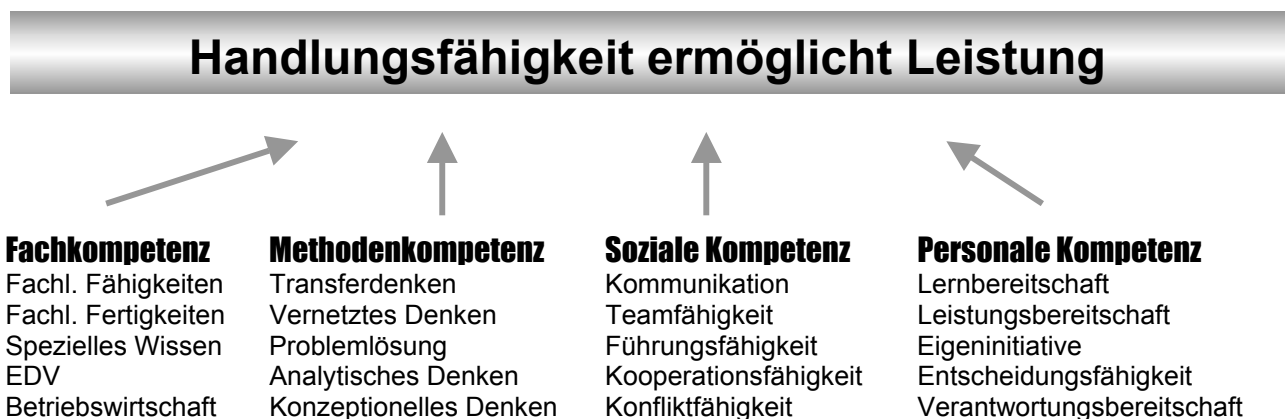 Handlungsfähigkeit ermöglicht Leistung
Fachkompetenz
Fachl. Fähigkeiten
Fachl. Fertigkeiten
Spezielles Wissen
EDV
Betriebswirtschaft
Methodenkompetenz
Transferdenken
Vernetztes Denken
Problemlösung
Analytisches Denken
Konzeptionelles Denken
Soziale Kompetenz
Kommunikation
Teamfähigkeit
Führungsfähigkeit
Kooperationsfähigkeit
Konfliktfähigkeit
Personale Kompetenz
Lernbereitschaft
Leistungsbereitschaft
Eigeninitiative
Entscheidungsfähigkeit
Verantwortungsbereitschaft